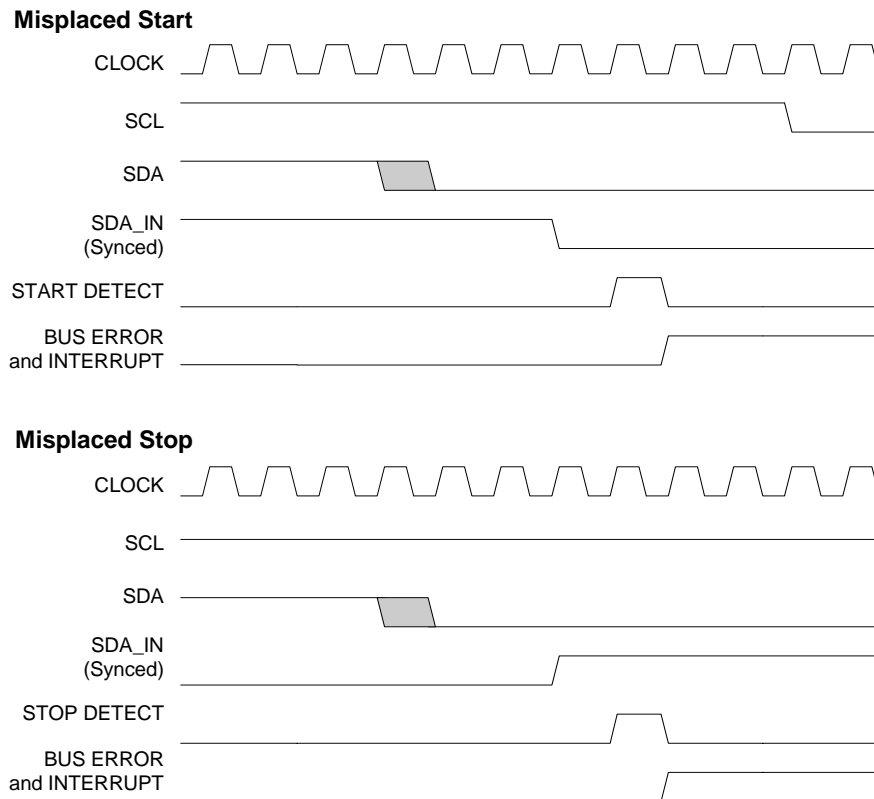 Misplaced Start
CLOCK
SCL
SDA
SDA_IN
(Synced)
START DETECT
BUS ERROR
and INTERRUPT
Misplaced Stop
CLOCK
SCL
SDA
SDA_IN
(Synced)
STOP DETECT
BUS ERROR
and INTERRUPT